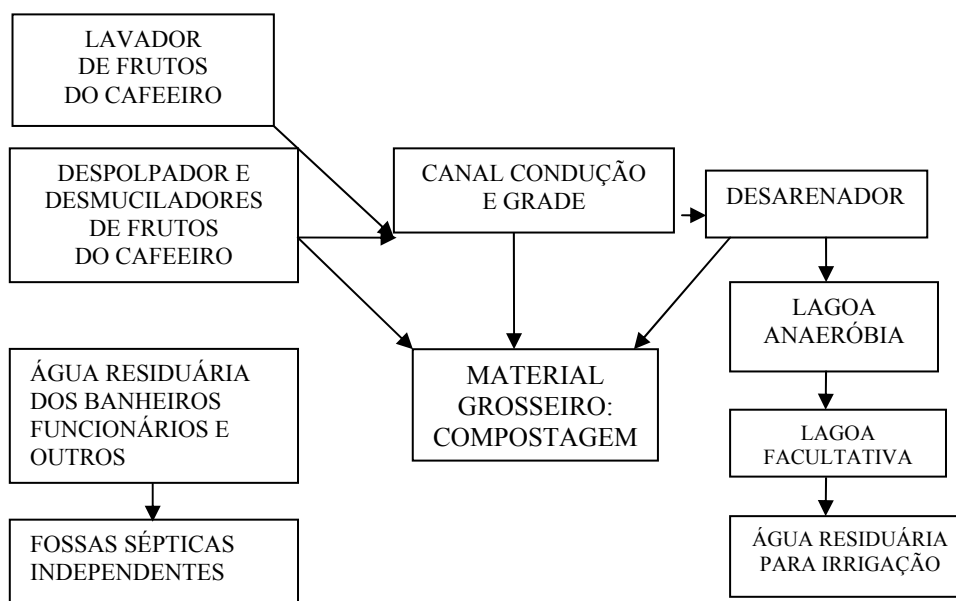 LAVADOR
DE FRUTOS
DO CAFEEIRO
DESPOLPADOR E
DESMUCILADORES
DE FRUTOS
DO CAFEEIRO
CANAL CONDUÇÃO
E GRADE
DESARENADOR
LAGOA
ANAERÓBIA
ÁGUA RESIDUÁRIA
DOS BANHEIROS
FUNCIONÁRIOS E
OUTROS
MATERIAL
GROSSEIRO:
COMPOSTAGEM
LAGOA
FACULTATIVA
FOSSAS SÉPTICAS
INDEPENDENTES
ÁGUA RESIDUÁRIA
PARA IRRIGAÇÃO